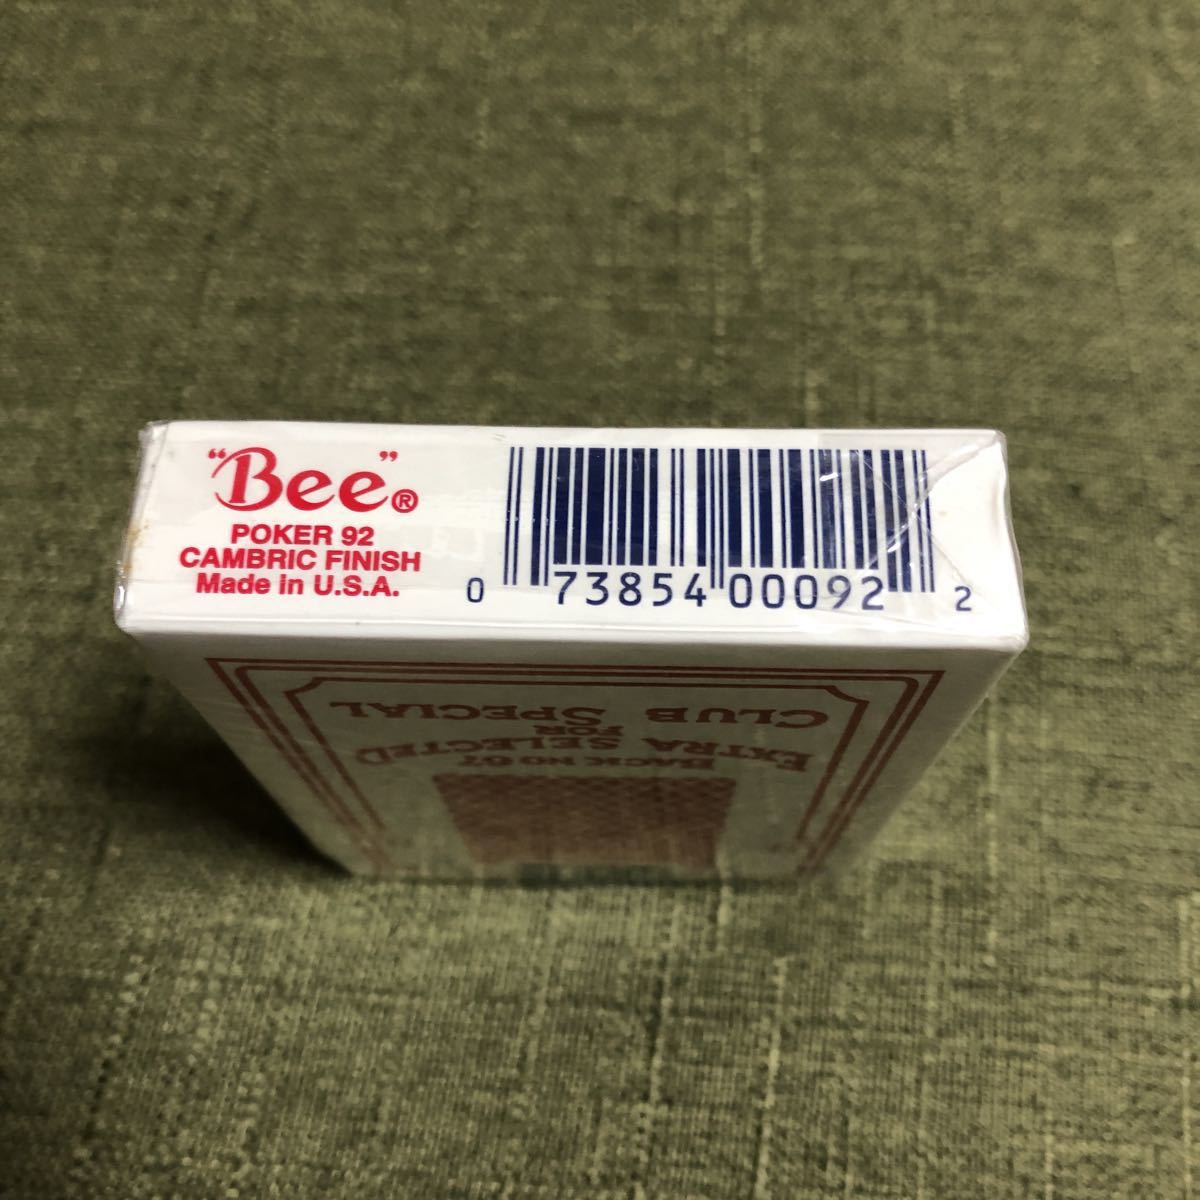 "Bee"®
POKER 92
CAMBRIC FINISH
Made in U.S.A.
0 73854 00092 2
BACK NO 67
EXTRA SELECTED
FOR
CLUB SPECIAL